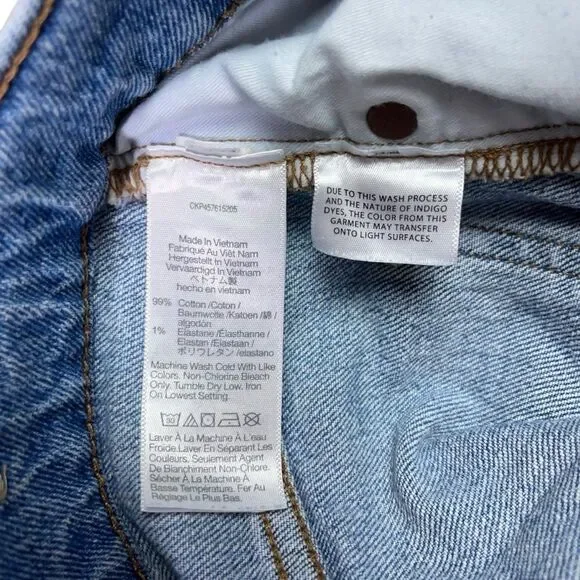 CKP457615205
Made In Vietnam
Fabriqué Au Viêt Nam
Hergestellt In Vietnam
Vervaardigd In Vietnam
ベトナム製
hecho en vietnam
99% Cotton /Coton /
Baumwolle /Katoen /綿 /
algodón
1% Elastane /Élasthanne /
Elastan /Elastaan /
ポリウレタン /elastano
Machine Wash Cold With Like
Colors. Non-Chlorine Bleach
Only. Tumble Dry Low. Iron
On Lowest Setting.
30
Laver À La Machine À L'eau
Froide.Laver En Séparant Les
Couleurs. Seulement Agent
De Blanchiment Non-Chlore.
Sécher À La Machine À
Basse Température. Fer Au
Réglage Le Plus Bas.
DUE TO THIS WASH PROCESS
AND THE NATURE OF INDIGO
DYES, THE COLOR FROM THIS
GARMENT MAY TRANSFER
ONTO LIGHT SURFACES.